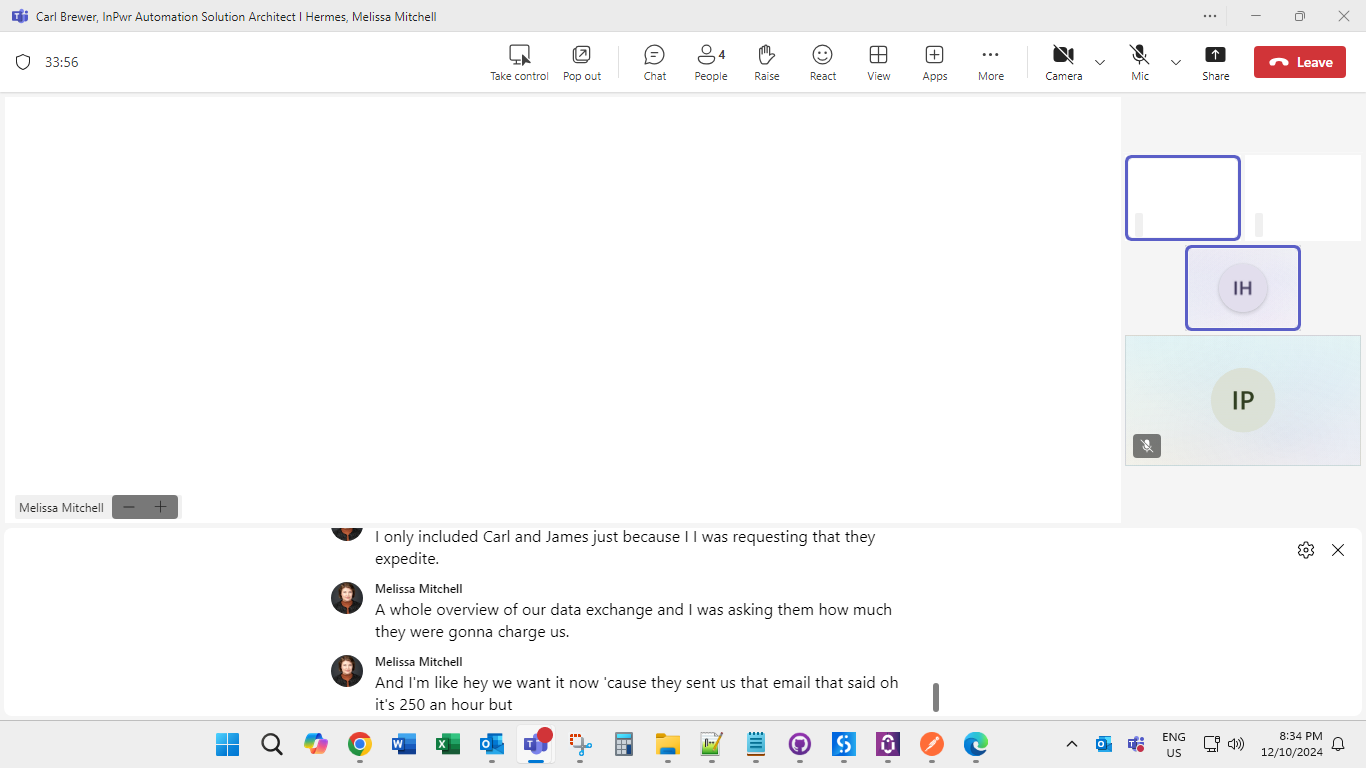 Carl Brewer, InPwr Automation Solution Architect I Hermes, Melissa Mitchell
33:56
Take control
Pop out
Chat
4
People
Raise
React
View
Apps
More
Camera
Mic
Share
Leave
IH
IP
Melissa Mitchell
I only included Carl and James just because I I was requesting that they
expedite.
Melissa Mitchell
A whole overview of our data exchange and I was asking them how much
they were gonna charge us.
Melissa Mitchell
And I'm like hey we want it now 'cause they sent us that email that said oh
it's 250 an hour but
ENG
US
8:34 PM
12/10/2024